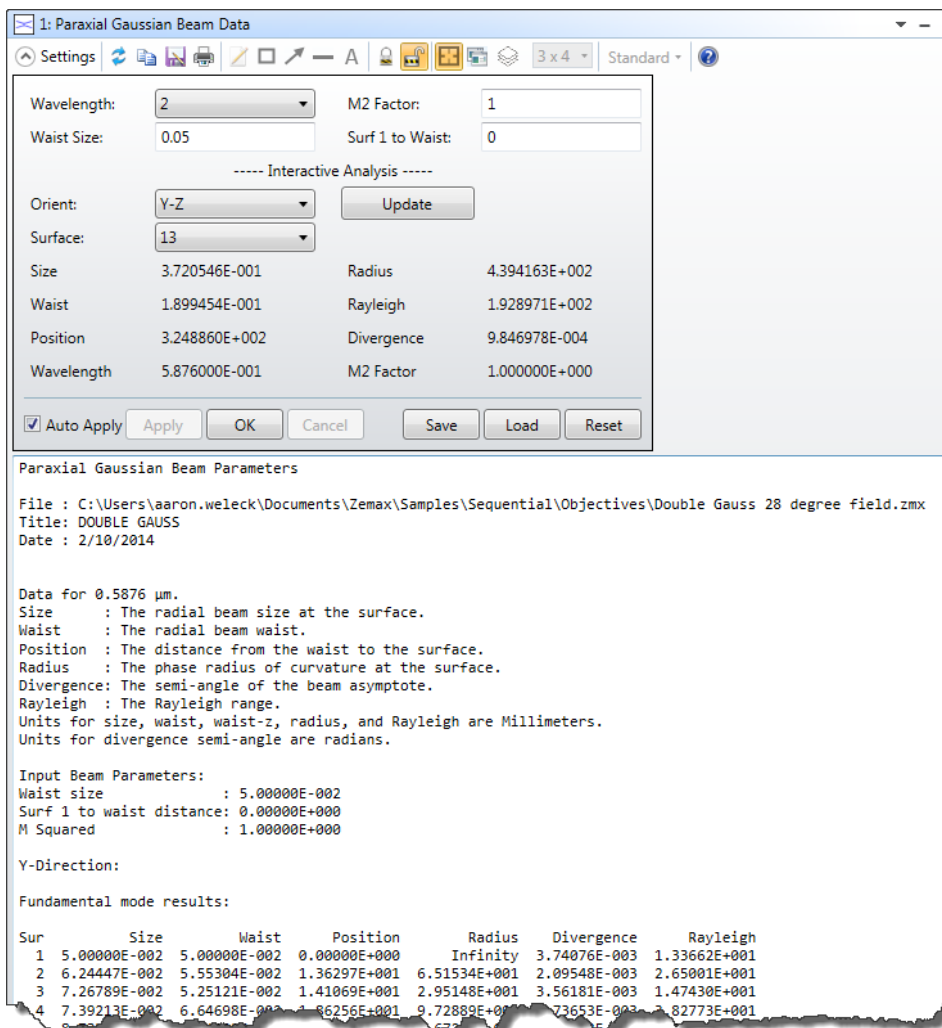 1: Paraxial Gaussian Beam Data
Settings A 3 x 4 Standard
Wavelength: 2 M2 Factor: 1
Waist Size: 0.05 Surf 1 to Waist: 0
----- Interactive Analysis -----
Orient: Y-Z Update
Surface: 13
Size 3.720546E-001 Radius 4.394163E+002
Waist 1.899454E-001 Rayleigh 1.928971E+002
Position 3.248860E+002 Divergence 9.846978E-004
Wavelength 5.876000E-001 M2 Factor 1.000000E+000
Auto Apply Apply OK Cancel Save Load Reset
Paraxial Gaussian Beam Parameters
File : C:\Users\aaron.weleck\Documents\Zemax\Samples\Sequential\Objectives\Double Gauss 28 degree field.zmx
Title: DOUBLE GAUSS
Date : 2/10/2014
Data for 0.5876 µm.
Size : The radial beam size at the surface.
Waist : The radial beam waist.
Position : The distance from the waist to the surface.
Radius : The phase radius of curvature at the surface.
Divergence: The semi-angle of the beam asymptote.
Rayleigh : The Rayleigh range.
Units for size, waist, waist-z, radius, and Rayleigh are Millimeters.
Units for divergence semi-angle are radians.
Input Beam Parameters:
Waist size : 5.00000E-002
Surf 1 to waist distance: 0.00000E+000
M Squared : 1.00000E+000
Y-Direction:
Fundamental mode results:
Sur Size Waist Position Radius Divergence Rayleigh
1 5.00000E-002 5.00000E-002 0.00000E+000 Infinity 3.74076E-003 1.33662E+001
2 6.24447E-002 5.55304E-002 1.36297E+001 6.51534E+001 2.09548E-003 2.65001E+001
3 7.26789E-002 5.25121E-002 1.41069E+001 2.95148E+001 3.56181E-003 1.47430E+001
4 7.39213E-002